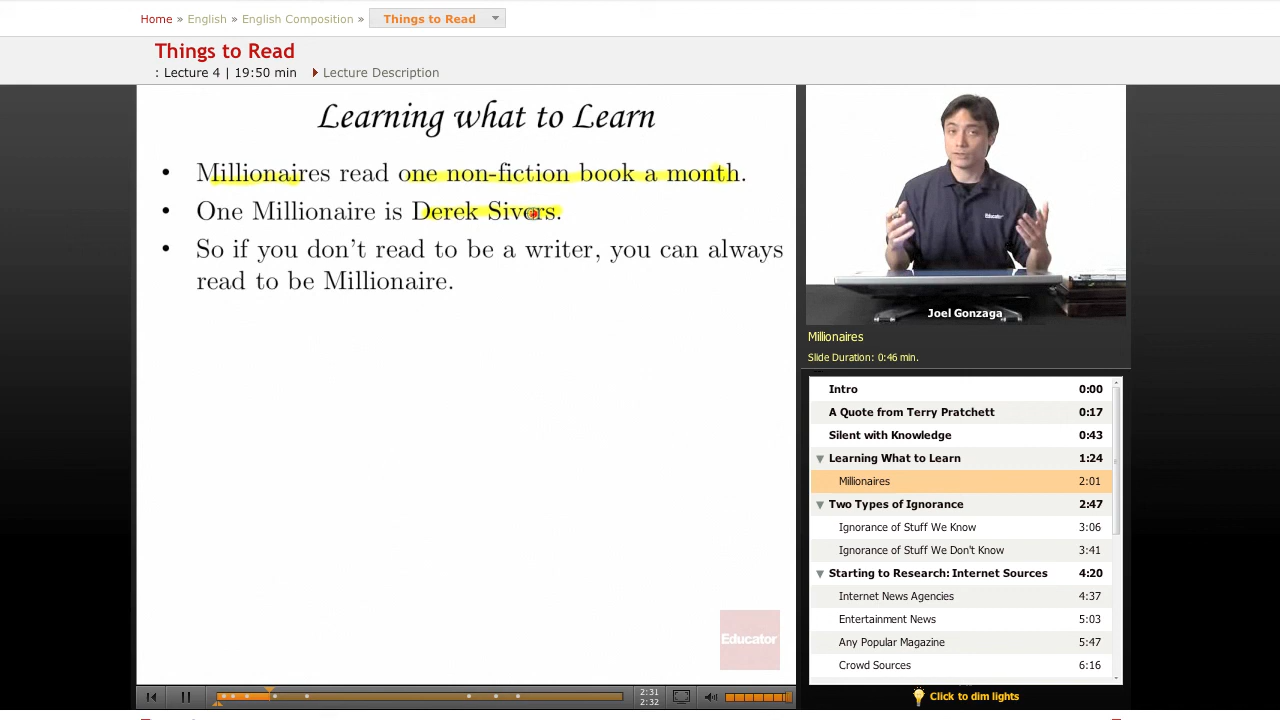 Home » English » English Composition » Things to Read
Things to Read
: Lecture 4 | 19:50 min Lecture Description
Learning what to Learn
• Millionaires read one non-fiction book a month.
• One Millionaire is Derek Sivers.
• So if you don't read to be a writer, you can always
read to be Millionaire.
Educator
2:31
2:32
Educator
Joel Gonzaga
Millionaires
Slide Duration: 0:46 min.
Intro 0:00
A Quote from Terry Pratchett 0:17
Silent with Knowledge 0:43
Learning What to Learn 1:24
Millionaires 2:01
Two Types of Ignorance 2:47
Ignorance of Stuff We Know 3:06
Ignorance of Stuff We Don't Know 3:41
Starting to Research: Internet Sources 4:20
Internet News Agencies 4:37
Entertainment News 5:03
Any Popular Magazine 5:47
Crowd Sources 6:16
Click to dim lights